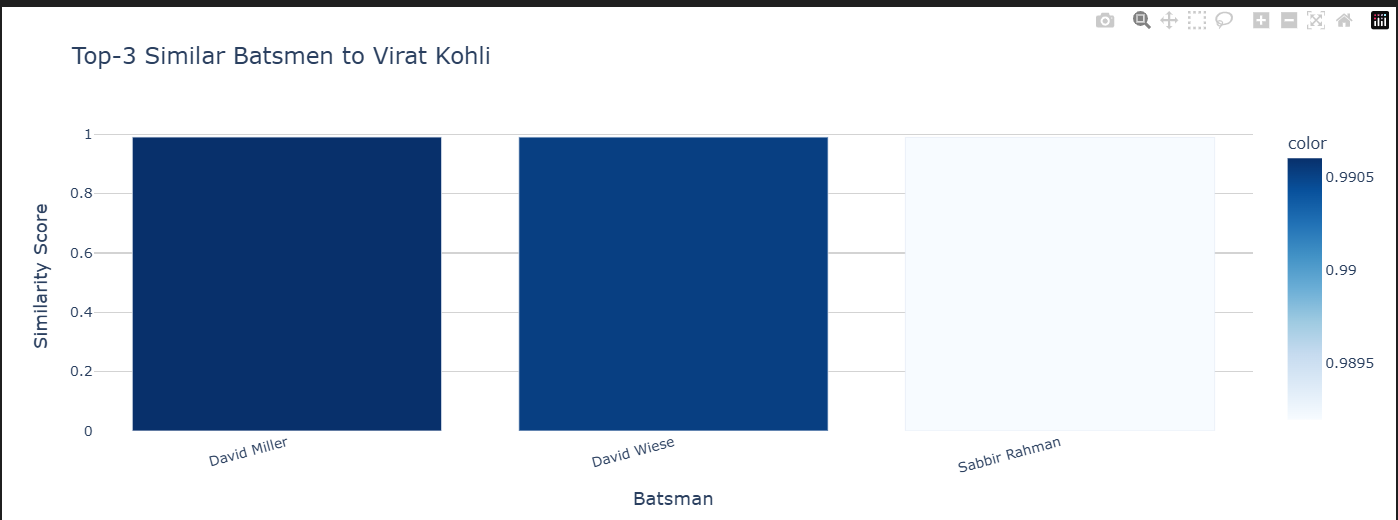 Top-3 Similar Batsmen to Virat Kohli
Similarity Score
1
0.8
0.6
0.4
0.2
0
David Miller
David Wiese
Sabbir Rahman
Batsman
color
0.9905
0.99
0.9895